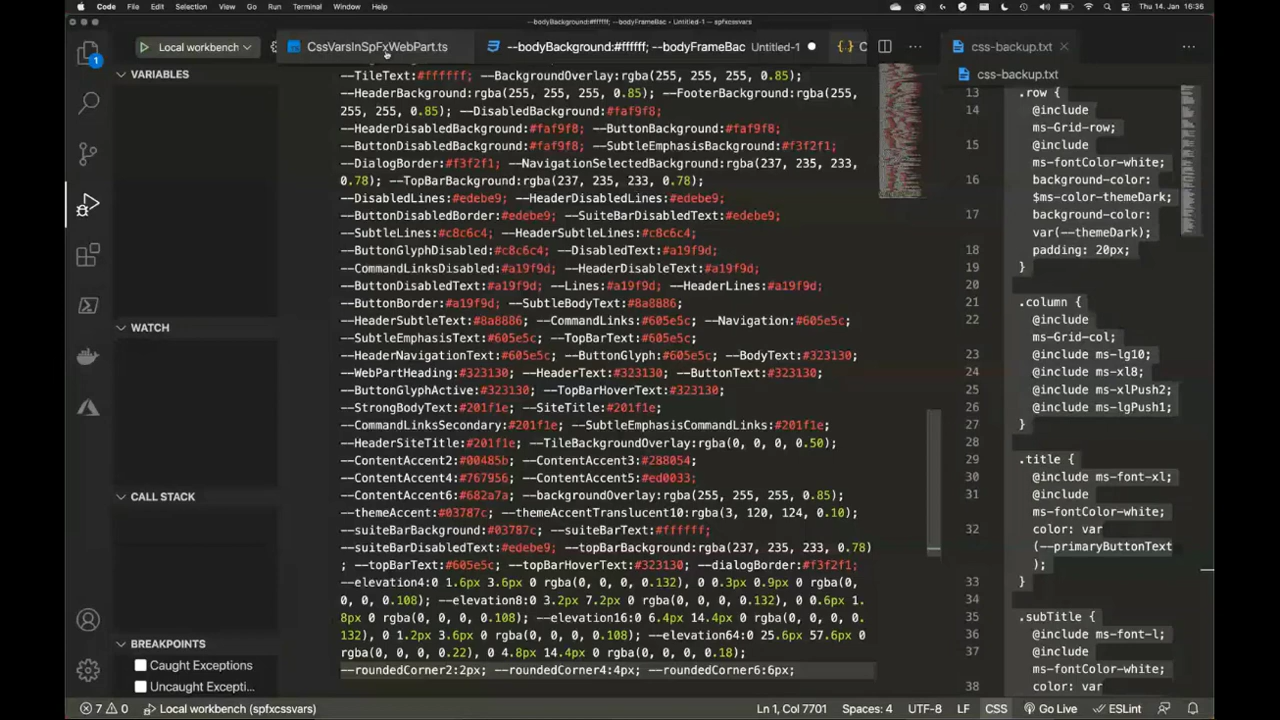 Code File Edit Selection View Go Run Terminal Window Help Thu 14. Jan 16:36
--bodyBackground:#ffffff; --bodyFrameBac • Untitled-1 — spfxcssvars
Local workbench
CssVarsInSpFxWebPart.ts
--bodyBackground:#ffffff; --bodyFrameBac Untitled-1
{} C
css-backup.txt
1
VARIABLES
WATCH
CALL STACK
BREAKPOINTS
Caught Exceptions
Uncaught Excepti...
--TileText:#ffffff; --BackgroundOverlay:rgba(255, 255, 255, 0.85);
--HeaderBackground:rgba(255, 255, 255, 0.85); --FooterBackground:rgba(255,
255, 255, 0.85); --DisabledBackground:#faf9f8;
--HeaderDisabledBackground:#faf9f8; --ButtonBackground:#faf9f8;
--ButtonDisabledBackground:#faf9f8; --SubtleEmphasisBackground:#f3f2f1;
--DialogBorder:#f3f2f1; --NavigationSelectedBackground:rgba(237, 235, 233,
0.78); --TopBarBackground:rgba(237, 235, 233, 0.78);
--DisabledLines:#edebe9; --HeaderDisabledLines:#edebe9;
--ButtonDisabledBorder:#edebe9; --SuiteBarDisabledText:#edebe9;
--SubtleLines:#c8c6c4; --HeaderSubtleLines:#c8c6c4;
--ButtonGlyphDisabled:#c8c6c4; --DisabledText:#a19f9d;
--CommandLinksDisabled:#a19f9d; --HeaderDisableText:#a19f9d;
--ButtonDisabledText:#a19f9d; --Lines:#a19f9d; --HeaderLines:#a19f9d;
--ButtonBorder:#a19f9d; --SubtleBodyText:#8a8886;
--HeaderSubtleText:#8a8886; --CommandLinks:#605e5c; --Navigation:#605e5c;
--SubtleEmphasisText:#605e5c; --TopBarText:#605e5c;
--HeaderNavigationText:#605e5c; --ButtonGlyph:#605e5c; --BodyText:#323130;
--WebPartHeading:#323130; --HeaderText:#323130; --ButtonText:#323130;
--ButtonGlyphActive:#323130; --TopBarHoverText:#323130;
--StrongBodyText:#201f1e; --SiteTitle:#201f1e;
--CommandLinksSecondary:#201f1e; --SubtleEmphasisCommandLinks:#201f1e;
--HeaderSiteTitle:#201f1e; --TileBackgroundOverlay:rgba(0, 0, 0, 0.50);
--ContentAccent2:#00485b; --ContentAccent3:#288054;
--ContentAccent4:#767956; --ContentAccent5:#ed0033;
--ContentAccent6:#682a7a; --backgroundOverlay:rgba(255, 255, 255, 0.85);
--themeAccent:#03787c; --themeAccentTranslucent10:rgba(3, 120, 124, 0.10);
--suiteBarBackground:#03787c; --suiteBarText:#ffffff;
--suiteBarDisabledText:#edebe9; --topBarBackground:rgba(237, 235, 233, 0.78)
; --topBarText:#605e5c; --topBarHoverText:#323130; --dialogBorder:#f3f2f1;
--elevation4:0 1.6px 3.6px 0 rgba(0, 0, 0, 0.132), 0 0.3px 0.9px 0 rgba(0,
0, 0, 0.108); --elevation8:0 3.2px 7.2px 0 rgba(0, 0, 0, 0.132), 0 0.6px 1.
8px 0 rgba(0, 0, 0, 0.108); --elevation16:0 6.4px 14.4px 0 rgba(0, 0, 0, 0.
132), 0 1.2px 3.6px 0 rgba(0, 0, 0, 0.108); --elevation64:0 25.6px 57.6px 0
rgba(0, 0, 0, 0.22), 0 4.8px 14.4px 0 rgba(0, 0, 0, 0.18);
--roundedCorner2:2px; --roundedCorner4:4px; --roundedCorner6:6px;
css-backup.txt
13 .row {
14 @include
ms-Grid-row;
15 @include
ms-fontColor-white;
16 background-color:
$ms-color-themeDark;
17 background-color:
var(--themeDark);
18 padding: 20px;
19 }
20
21 .column {
22 @include
ms-Grid-col;
23 @include ms-lg10;
24 @include ms-xl8;
25 @include ms-xlPush2;
26 @include ms-lgPush1;
27 }
28
29 .title {
30 @include ms-font-xl;
31 @include
ms-fontColor-white;
32 color: var
(--primaryButtonText
);
33 }
34
35 .subTitle {
36 @include ms-font-l;
37 @include
ms-fontColor-white;
38 color: var
7 0 Local workbench (spfxcssvars) Ln 1, Col 7701 Spaces: 4 UTF-8 LF CSS Go Live ESLint